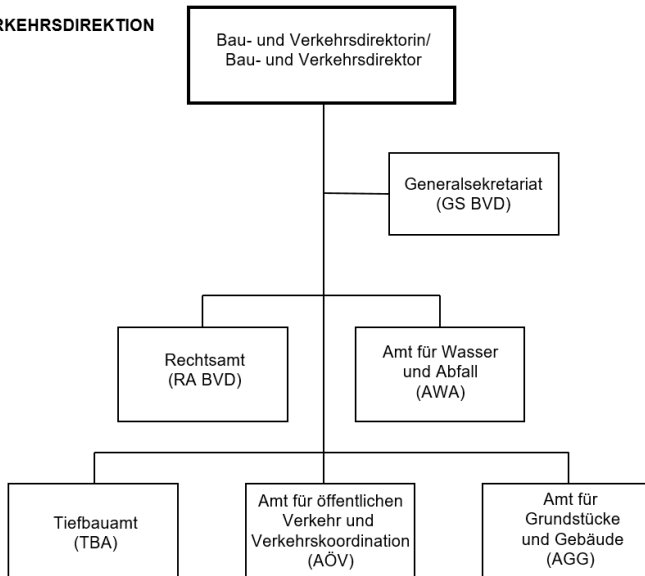 RKEHRSDIREKTION
Bau- und Verkehrsdirektorin/
Bau- und Verkehrsdirektor
Generalsekretariat
(GS BVD)
Rechtsamt
(RA BVD)
Amt für Wasser
und Abfall
(AWA)
Tiefbauamt
(TBA)
Amt für öffentlichen
Verkehr und
Verkehrskoordination
(AÖV)
Amt für
Grundstücke
und Gebäude
(AGG)